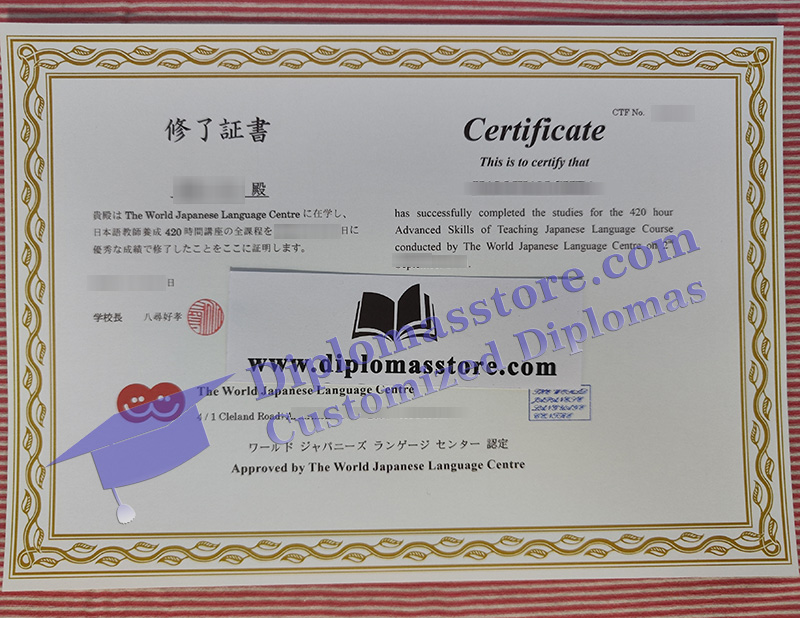 CTF No.
修了証書
Certificate
This is to certify that
殿
貴殿は The World Japanese Language Centre に在学し、
日本語教師養成 420 時間講座の全課程を 日に
優秀な成績で修了したことをここに証明します。
has successfully completed the studies for the 420 hour
Advanced Skills of Teaching Japanese Language Course
conducted by The World Japanese Language Centre on
日
学校長 八尋好孝
www.diplomasstore.com
Diplomasstore.com
Customized Diplomas
The World Japanese Language Centre
4 / 1 Cleland Road
THE WORLD
JAPANESE
LANGUAGE
CENTRE
ワールド ジャパニーズ ランゲージ センター 認定
Approved by The World Japanese Language Centre